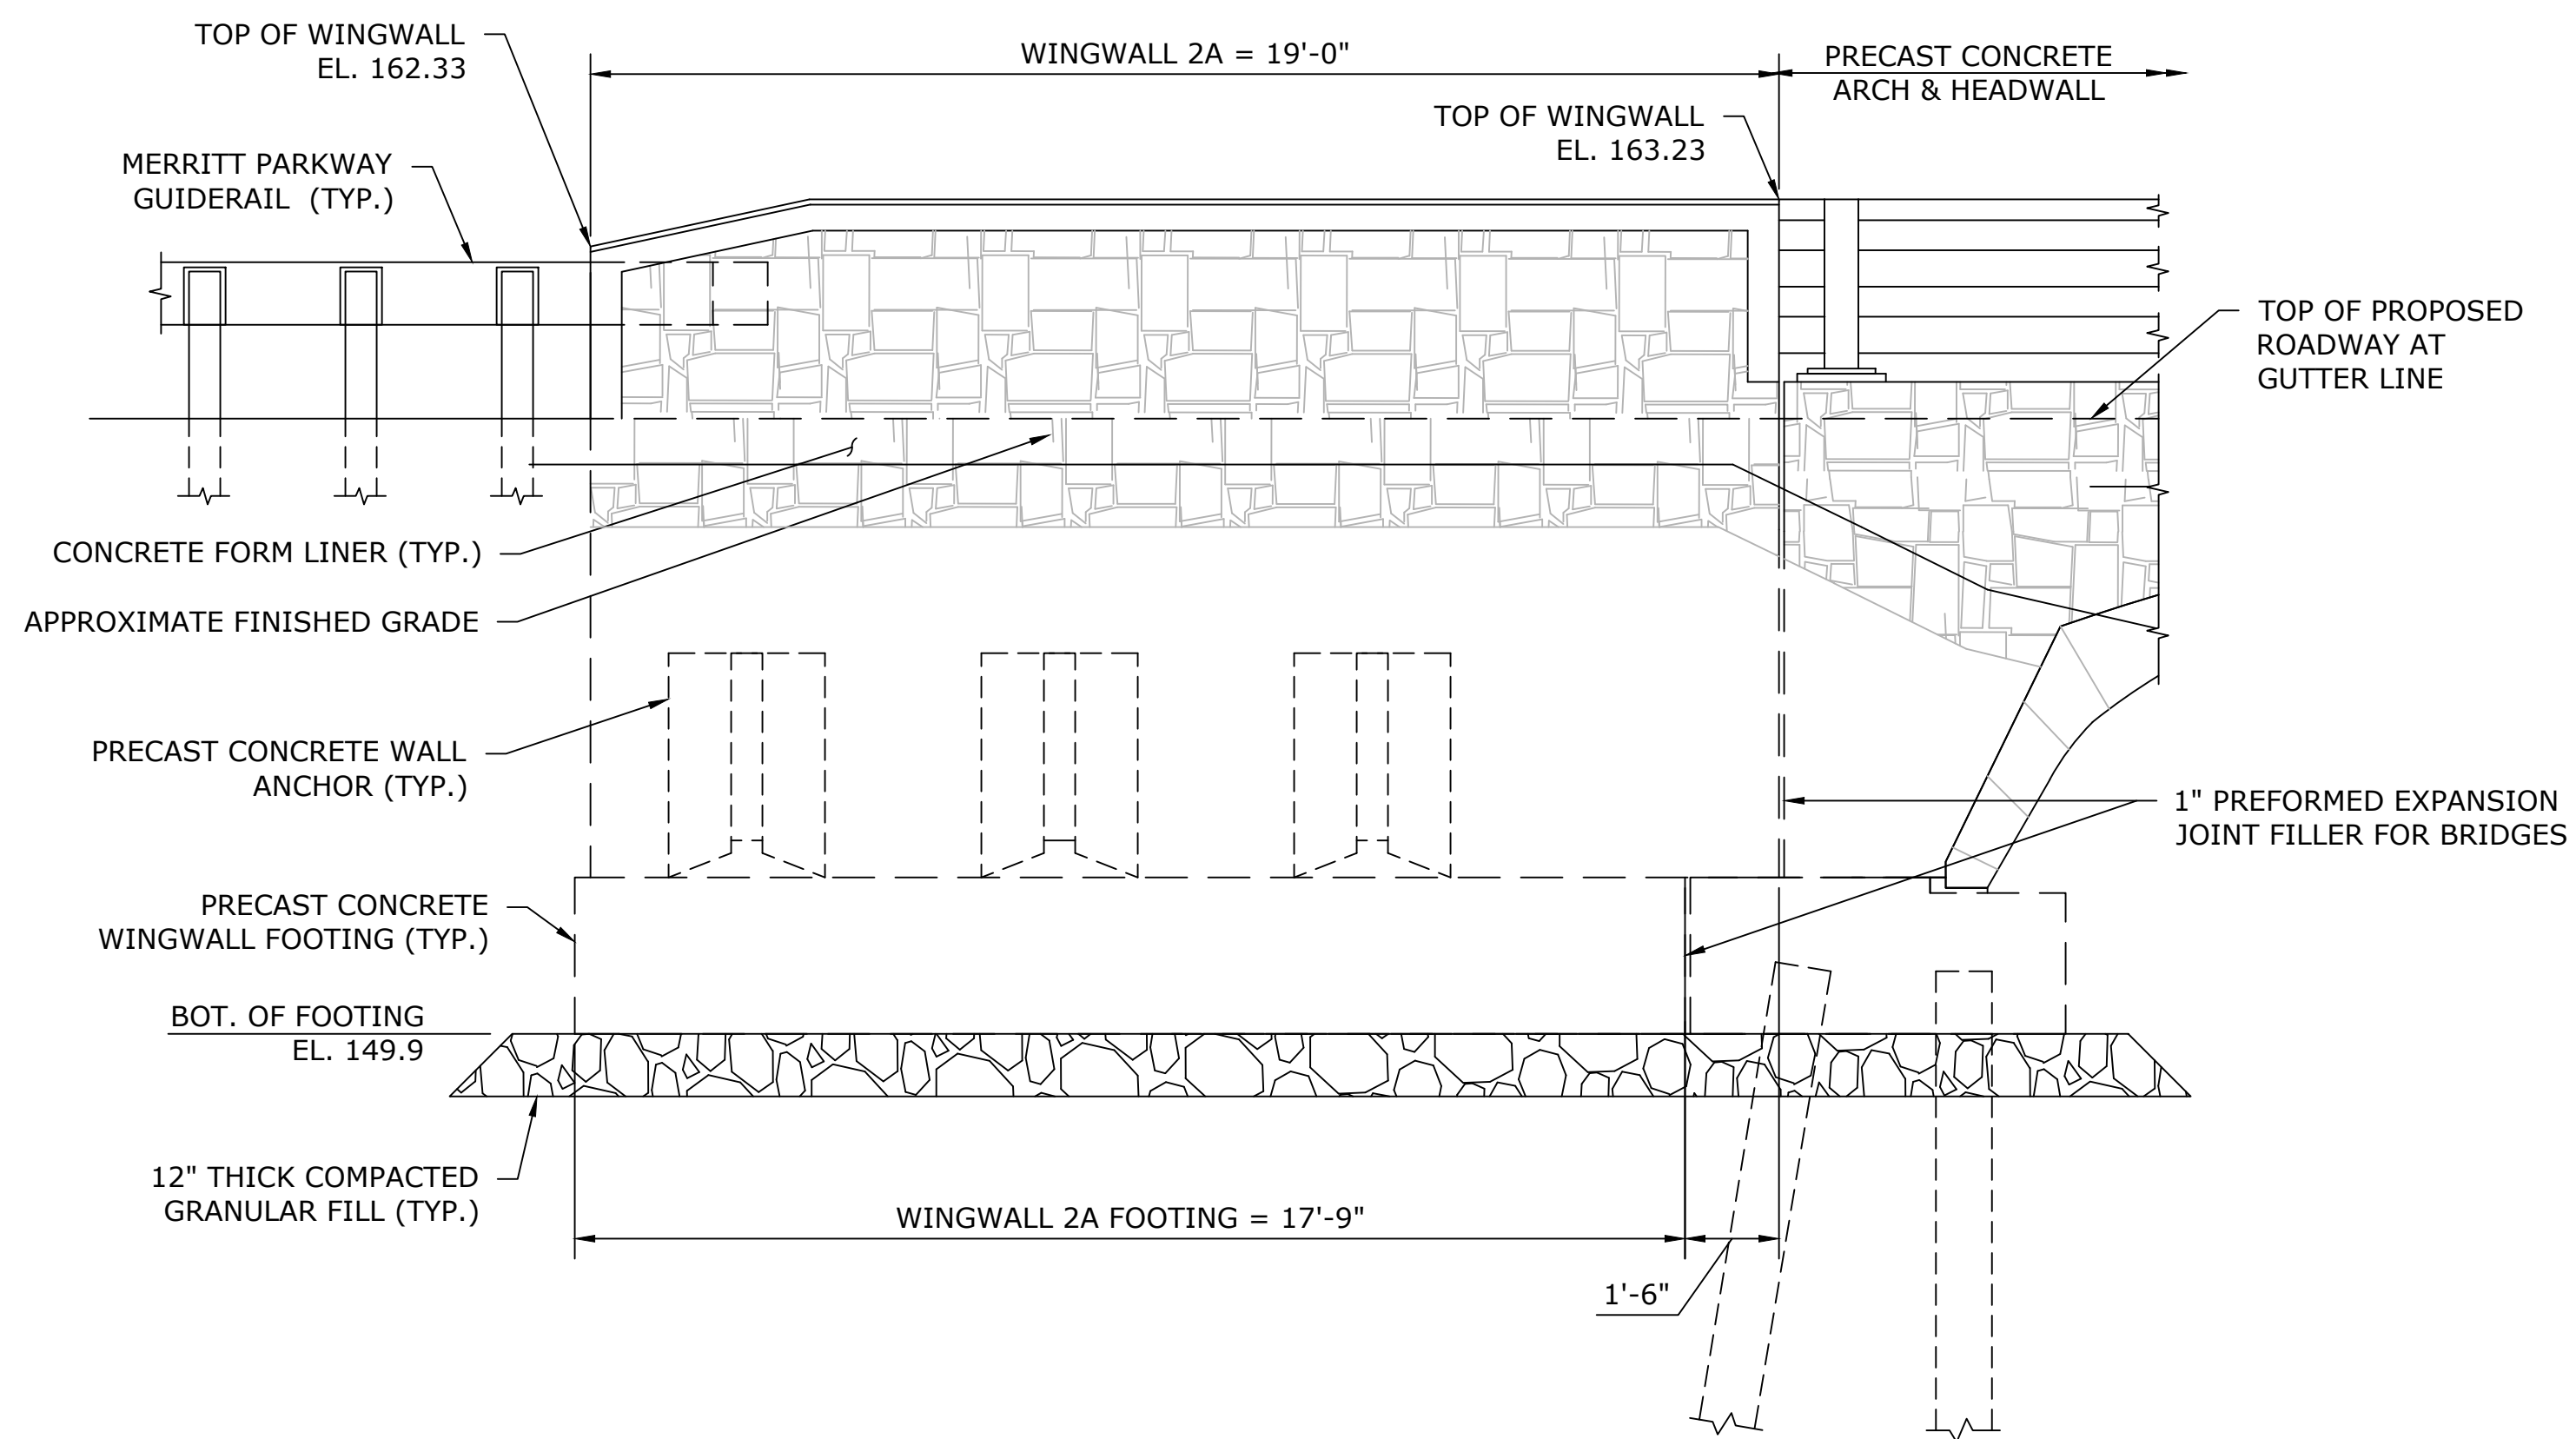 TOP OF WINGWALL
EL. 162.33
WINGWALL 2A = 19'-0"
PRECAST CONCRETE
ARCH & HEADWALL
TOP OF WINGWALL
EL. 163.23
MERRITT PARKWAY
GUIDERAIL (TYP.)
TOP OF PROPOSED
ROADWAY AT
GUTTER LINE
CONCRETE FORM LINER (TYP.)
APPROXIMATE FINISHED GRADE
PRECAST CONCRETE WALL
ANCHOR (TYP.)
1" PREFORMED EXPANSION
JOINT FILLER FOR BRIDGES
PRECAST CONCRETE
WINGWALL FOOTING (TYP.)
BOT. OF FOOTING
EL. 149.9
12" THICK COMPACTED
GRANULAR FILL (TYP.)
WINGWALL 2A FOOTING = 17'-9"
1'-6"